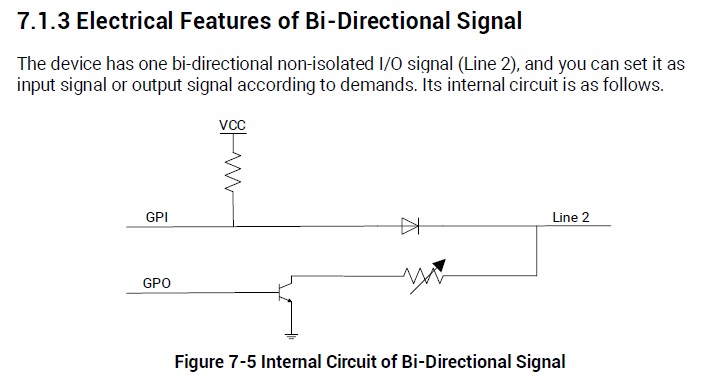 7.1.3 Electrical Features of Bi-Directional Signal
The device has one bi-directional non-isolated I/O signal (Line 2), and you can set it as
input signal or output signal according to demands. Its internal circuit is as follows.
VCC
GPI
Line 2
GPO
Figure 7-5 Internal Circuit of Bi-Directional Signal